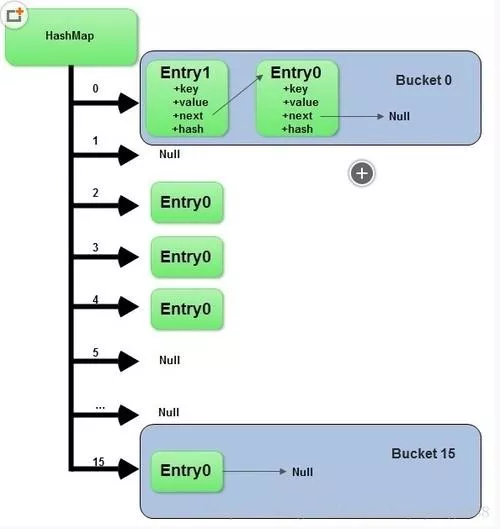 HashMap
0
Entry1
+key
+value
+next
+hash
Entry0
+key
+value
+next
+hash
Bucket 0
Null
1
Null
2
Entry0
3
Entry0
4
Entry0
5
Null
...
Null
15
Entry0
Null
Bucket 15